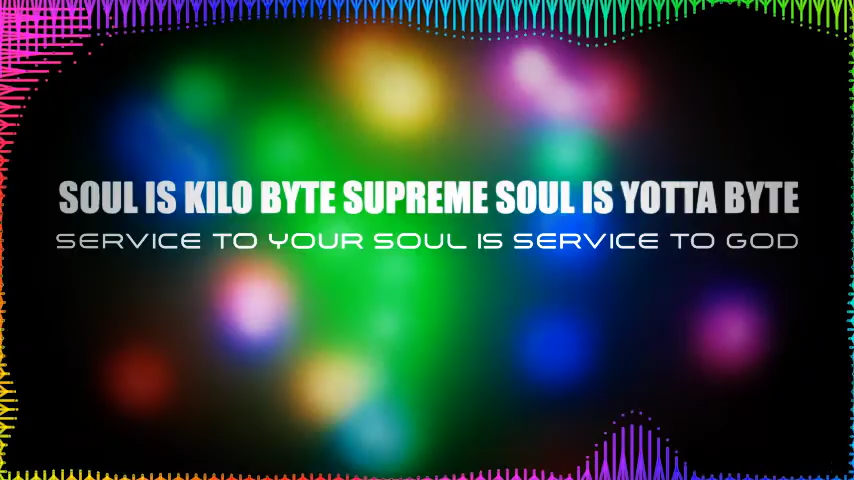 SOUL IS KILO BYTE SUPREME SOUL IS YOTTA BYTE
SERVICE TO YOUR SOUL IS SERVICE TO GOD